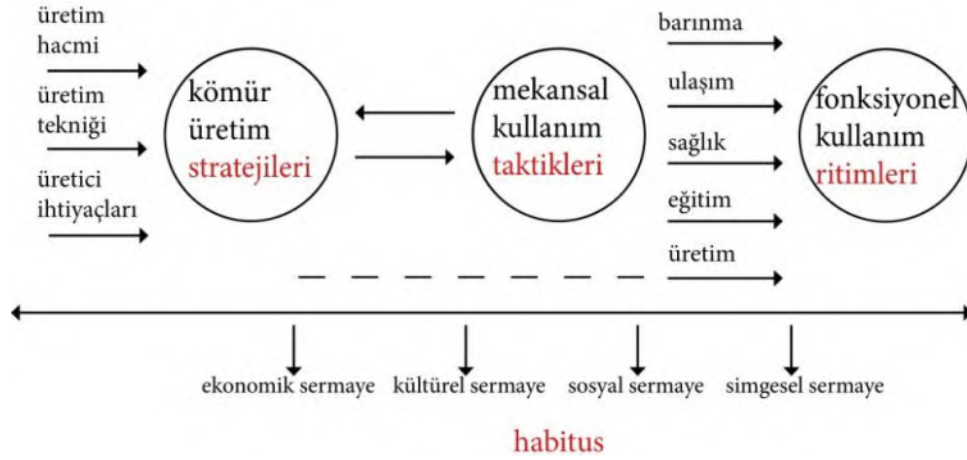 üretim
hacmi
üretim
tekniği
üretici
ihtiyaçları
kömür
üretim
stratejileri
mekansal
kullanım
taktikleri
barınma
ulaşım
sağlık
eğitim
üretim
fonksiyonel
kullanım
ritimleri
ekonomik sermaye
kültürel sermaye
sosyal sermaye
simgesel sermaye
habitus